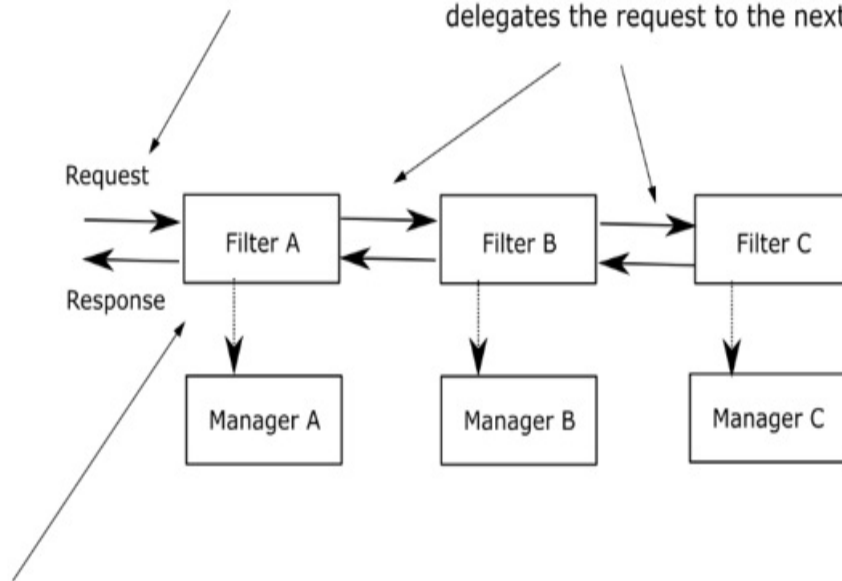 delegates the request to the next
Request
Filter A
Filter B
Filter C
Response
Manager A
Manager B
Manager C